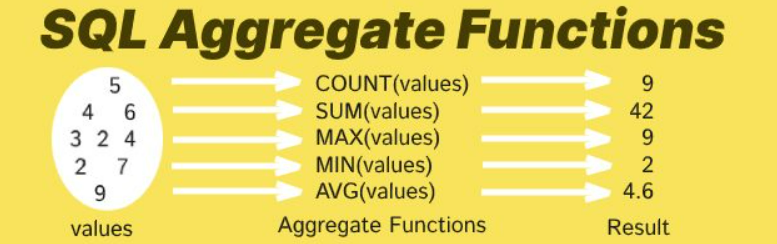 SQL Aggregate Functions
5
4 6
3 2 4
2 7
9
values
COUNT(values)
SUM(values)
MAX(values)
MIN(values)
AVG(values)
Aggregate Functions
9
42
9
2
4.6
Result